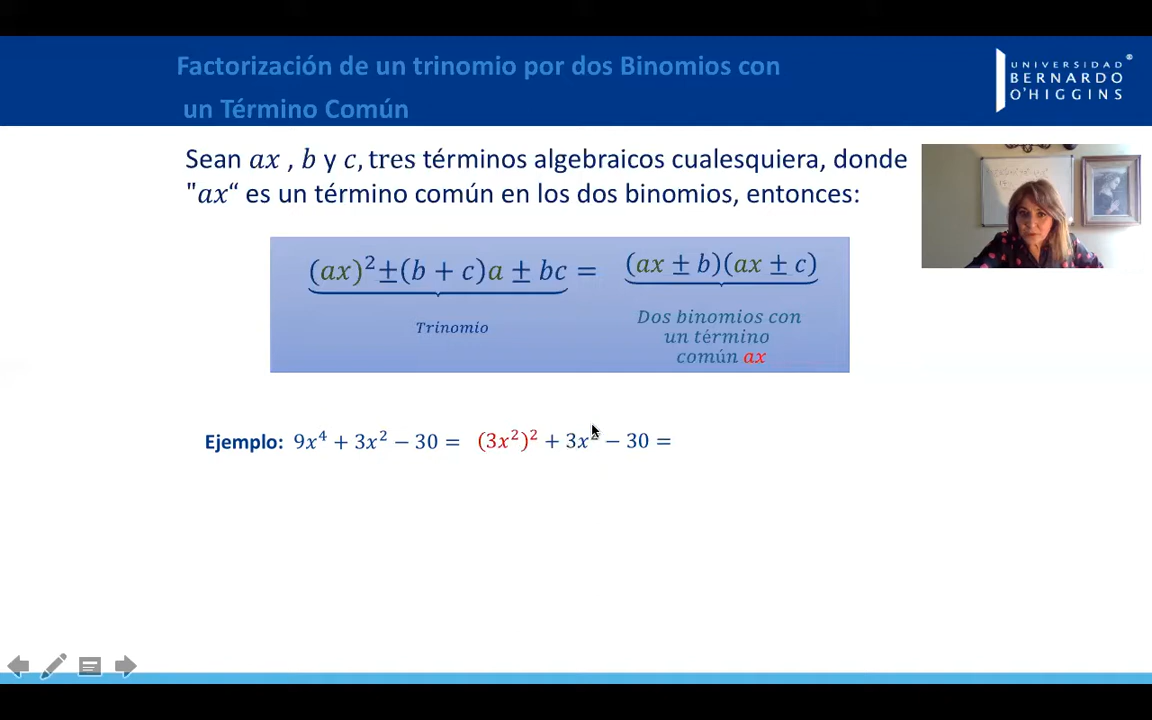 Factorización de un trinomio por dos Binomios con
un Término Común
UNIVERSIDAD
BERNARDO
O'HIGGINS
®
Sean ax , b y c, tres términos algebraicos cualesquiera, donde
"ax“ es un término común en los dos binomios, entonces:
(ax)² ±(b + c)a ± bc = (ax ± b)(ax ± c)
Trinomio
Dos binomios con
un término
común ax
Ejemplo: 9x⁴ + 3x² − 30 = (3x²)² + 3x² − 30 =